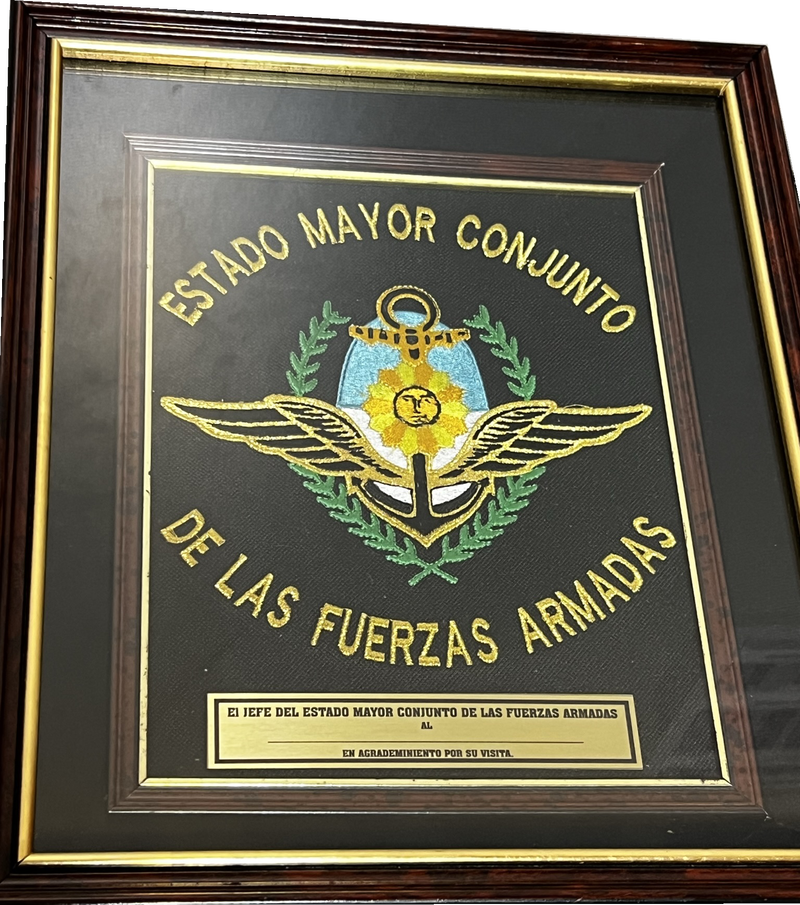 ESTADO MAYOR CONJUNTO
DE LAS FUERZAS ARMADAS
El JEFE DEL ESTADO MAYOR CONJUNTO DE LAS FUERZAS ARMADAS
AL
EN AGRADEMINIENTO POR SU VISITA.